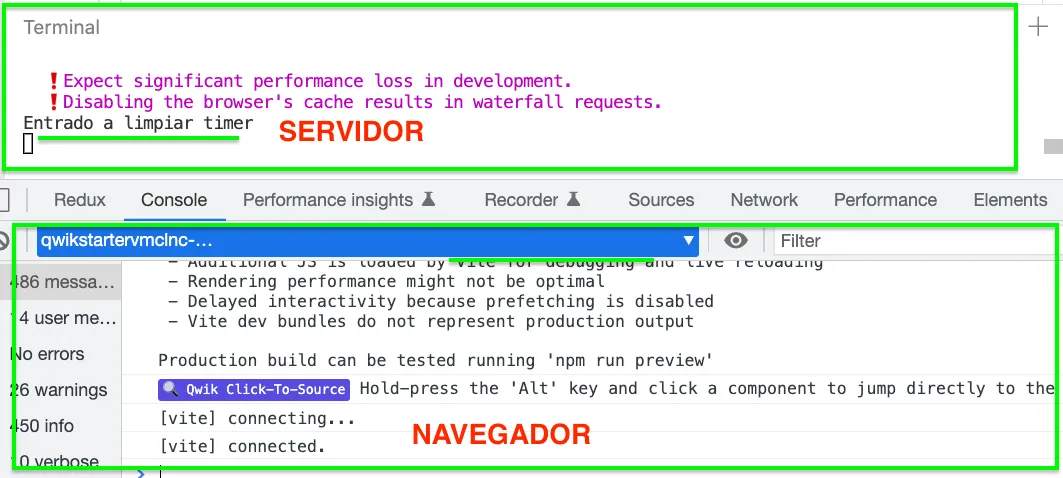 Terminal
❗Expect significant performance loss in development.
❗Disabling the browser's cache results in waterfall requests.
Entrado a limpiar timer
SERVIDOR
Redux Console Performance insights Recorder Sources Network Performance Elements
qwikstartervmclnc-... Filter
- Additional JS is loaded by Vite for debugging and live reloading
486 messa... - Rendering performance might not be optimal
- Delayed interactivity because prefetching is disabled
14 user me... - Vite dev bundles do not represent production output
No errors Production build can be tested running 'npm run preview'
26 warnings 🔍 Qwik Click-To-Source Hold-press the 'Alt' key and click a component to jump directly to the
450 info [vite] connecting...
NAVEGADOR
10 verbose [vite] connected.